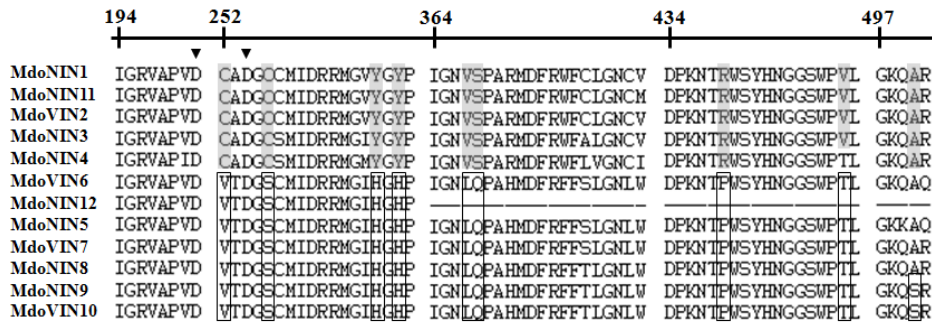 194 252 364 434 497
MdoNIN1 IGRVAPVD CADGCCMIDRRMGVYGYP IGNVSPARMDFRWFCLGNCV DPKNTRWSYHNGGSWPVL GKQAR
MdoNIN11 IGRVAPVD CADGCCMIDRRMGVYGYP IGNVSPARMDFRWFCLGNCM DPKNTRWSYHNGGSWPVL GKQAR
MdoVIN2 IGRVAPVD CADGCCMIDRRMGVYGYP IGNVSPARMDFRWFCLGNCV DPKNTRWSYHNGGSWPVL GKQAR
MdoNIN3 IGRVAPVD CADGCCMIDRRMGVYGYP IGNVSPARMDFRWFALGNCV DPKNTRWSYHNGGSWPVL GKQAR
MdoNIN4 IGRVAPID CADGCSMIDRRMGMYGYP IGNVSPARMDFRWFLVGNCI DPKNTRWSYHNGGSWPTL GKQAR
MdoVIN6 IGRVAPVD VTDGSCMIDRRMGIHGHP IGNLQPAHMDFRFFSLGNLW DPKNTPWSYHNGGSWPTL GKQAQ
MdoNIN12 IGRVAPVD VTDGSCMIDRRMGIHGHP ———————————————————— —————————————————— —————
MdoNIN5 IGRVAPVD VTDGSCMIDRRMGIHGHP IGNLQPAHMDFRFFSLGNLW DPKNTPWSYHNGGSWPTL GKKAQ
MdoVIN7 IGRVAPVD VTDGSCMIDRRMGIHGHP IGNLQPAHMDFRFFSLGNLW DPKNTPWSYHNGGSWPTL GKQAR
MdoNIN8 IGRVAPVD VTDGSCMIDRRMGIHGHP IGNLQPAHMDFRFFTLGNLW DPKNTPWSYHNGGSWPTL GKQAR
MdoNIN9 IGRVAPVD VTDGSCMIDRRMGIHGHP IGNLQPAHMDFRFFTLGNLW DPKNTPWSYHNGGSWPTL GKQSR
MdoVIN10 IGRVAPVD VTDGSCMIDRRMGIHGHP IGNLQPAHMDFRFFTLGNLW DPKNTPWSYHNGGSWPTL GKQSR